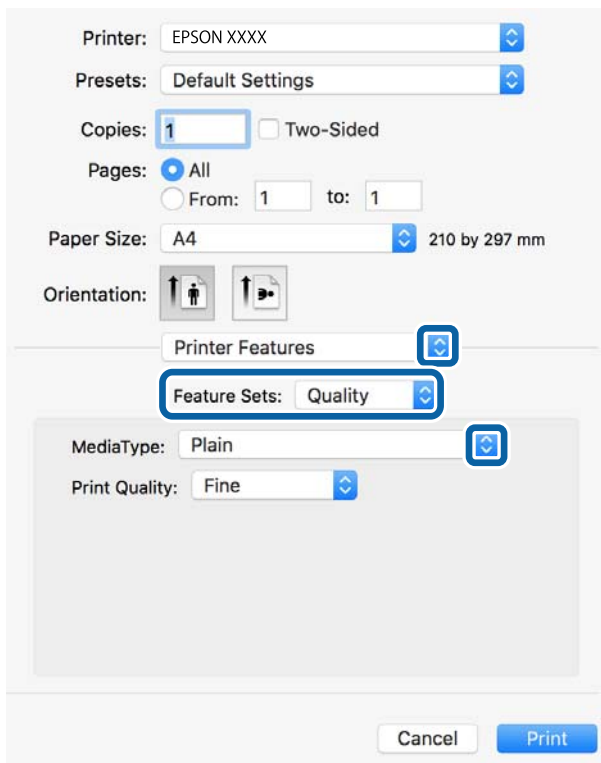 Printer: EPSON XXXX
Presets: Default Settings
Copies: 1 Two-Sided
Pages: All
From: 1 to: 1
Paper Size: A4 210 by 297 mm
Orientation:
Printer Features
Feature Sets: Quality
MediaType: Plain
Print Quality: Fine
Cancel Print